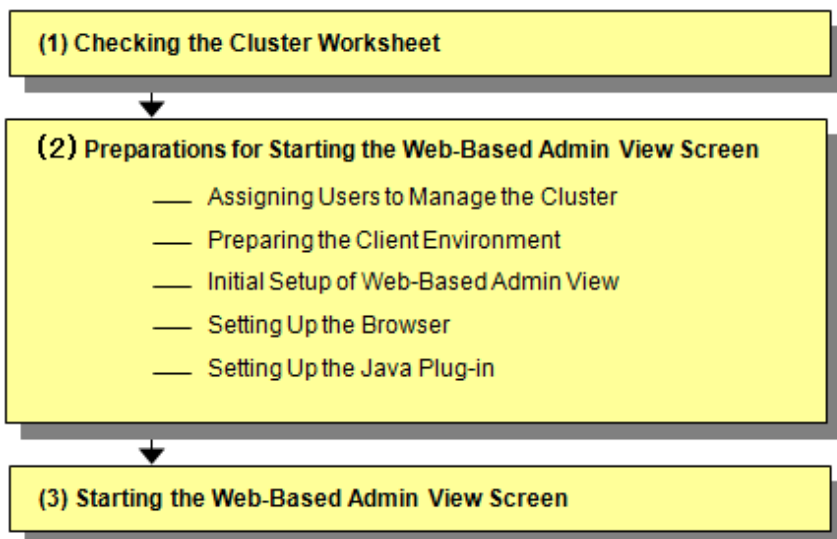 (1) Checking the Cluster Worksheet
(2) Preparations for Starting the Web-Based Admin View Screen
Assigning Users to Manage the Cluster
Preparing the Client Environment
Initial Setup of Web-Based Admin View
Setting Up the Browser
Setting Up the Java Plug-in
(3) Starting the Web-Based Admin View Screen